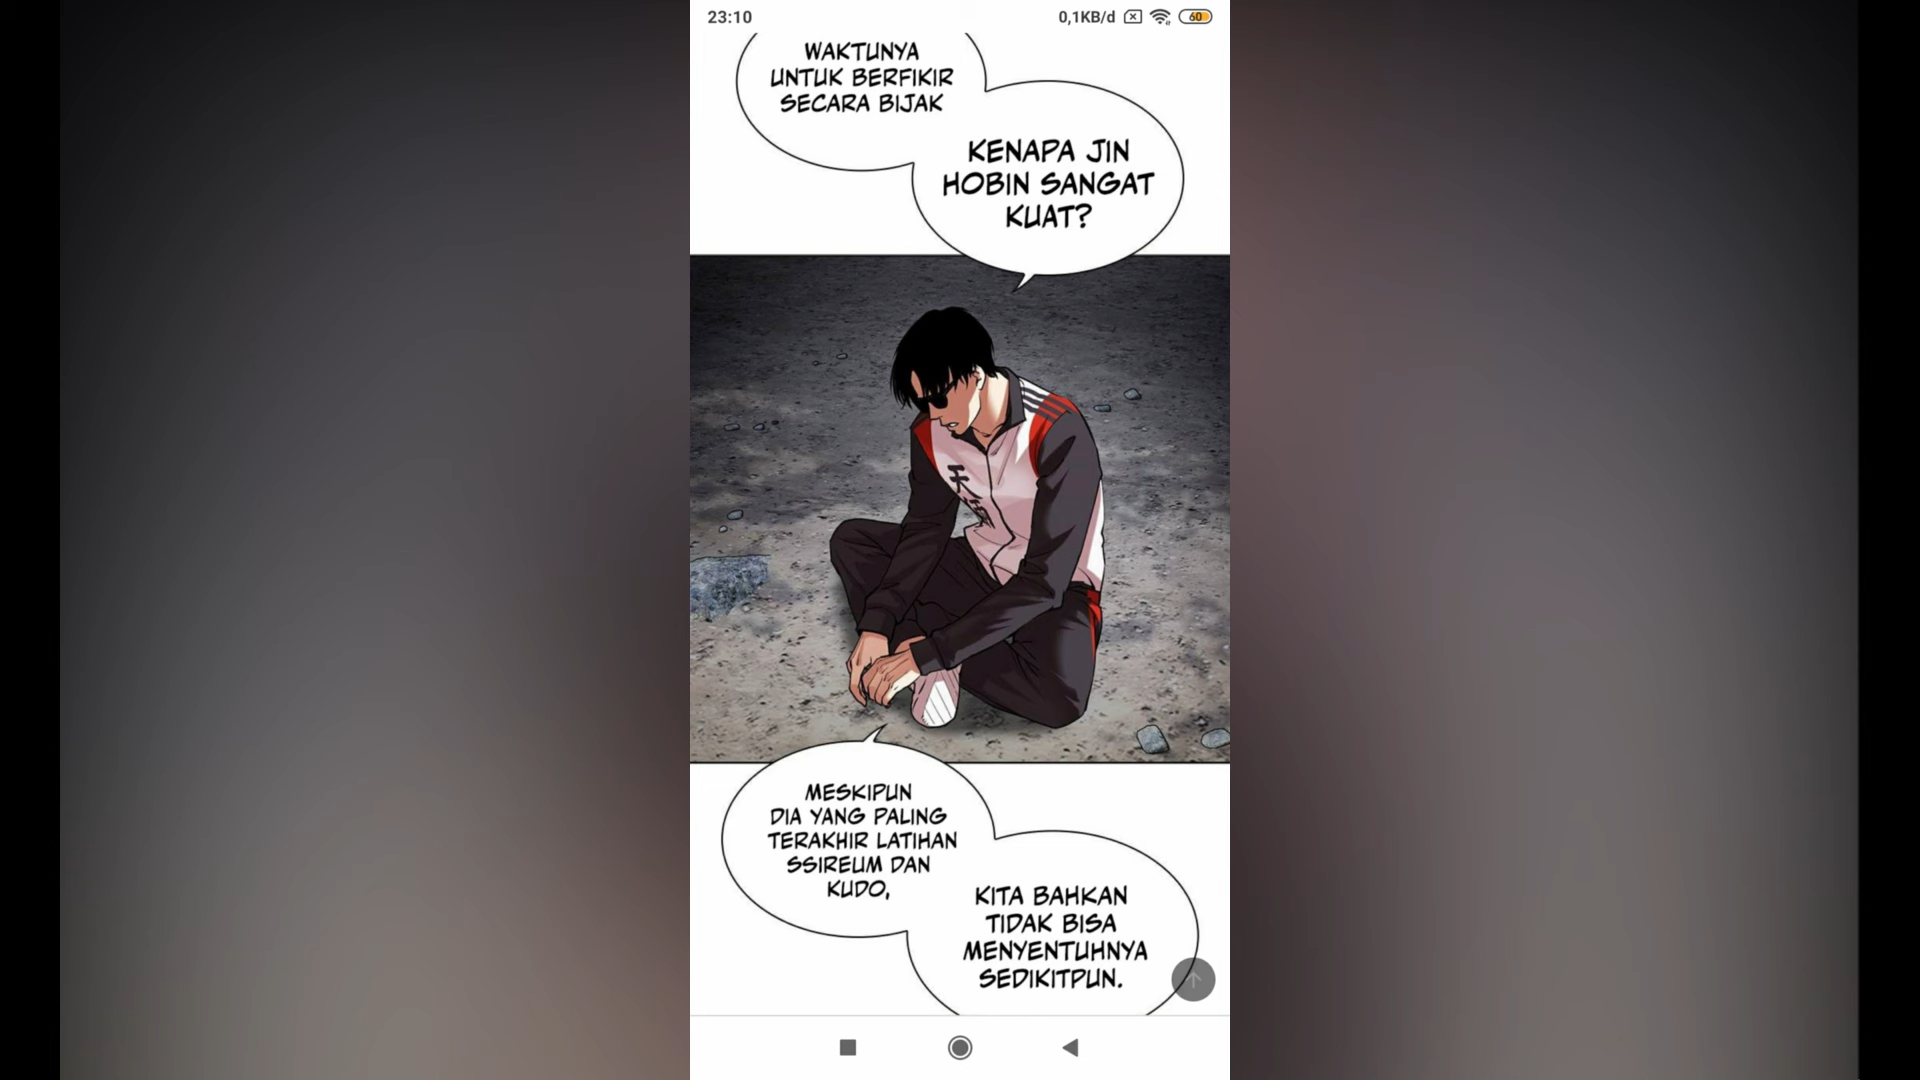 23:10
0,1KB/d
60
WAKTUNYA
UNTUK BERFIKIR
SECARA BIJAK
KENAPA JIN
HOBIN SANGAT
KUAT?
天
MESKIPUN
DIA YANG PALING
TERAKHIR LATIHAN
SSIREUM DAN
KUDO,
KITA BAHKAN
TIDAK BISA
MENYENTUHNYA
SEDIKITPUN.